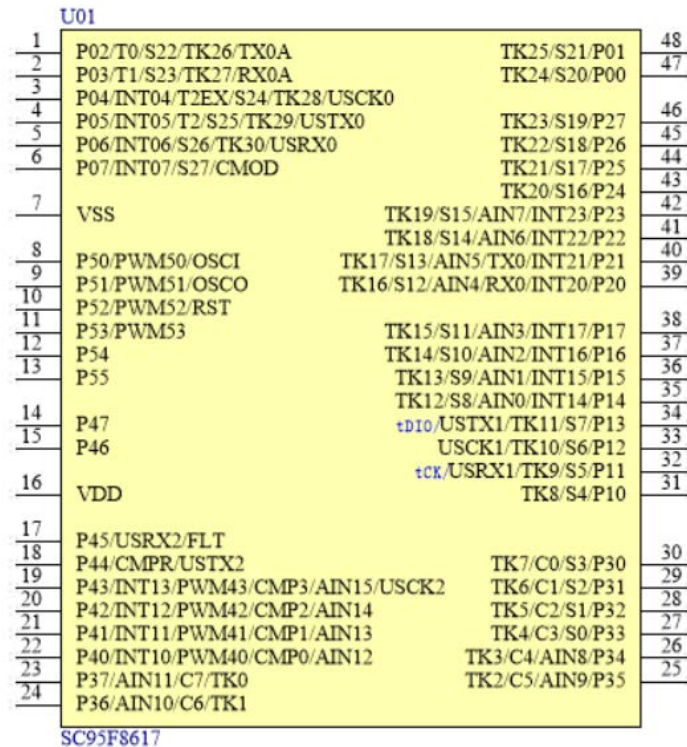 U01
1 P02/T0/S22/TK26/TX0A TK25/S21/P01 48
2 P03/T1/S23/TK27/RX0A TK24/S20/P00 47
3 P04/INT04/T2EX/S24/TK28/USCK0
4 P05/INT05/T2/S25/TK29/USTX0 TK23/S19/P27 46
5 P06/INT06/S26/TK30/USRX0 TK22/S18/P26 45
6 P07/INT07/S27/CMOD TK21/S17/P25 44
TK20/S16/P24 43
7 VSS TK19/S15/AIN7/INT23/P23 42
TK18/S14/AIN6/INT22/P22 41
8 P50/PWM50/OSCI TK17/S13/AIN5/TX0/INT21/P21 40
9 P51/PWM51/OSCO TK16/S12/AIN4/RX0/INT20/P20 39
10 P52/PWM52/RST
11 P53/PWM53 TK15/S11/AIN3/INT17/P17 38
12 P54 TK14/S10/AIN2/INT16/P16 37
13 P55 TK13/S9/AIN1/INT15/P15 36
TK12/S8/AIN0/INT14/P14 35
14 P47 tDIO/USTX1/TK11/S7/P13 34
15 P46 USCK1/TK10/S6/P12 33
tCK/USRX1/TK9/S5/P11 32
16 VDD TK8/S4/P10 31
17 P45/USRX2/FLT
18 P44/CMPR/USTX2 TK7/C0/S3/P30 30
19 P43/INT13/PWM43/CMP3/AIN15/USCK2 TK6/C1/S2/P31 29
20 P42/INT12/PWM42/CMP2/AIN14 TK5/C2/S1/P32 28
21 P41/INT11/PWM41/CMP1/AIN13 TK4/C3/S0/P33 27
22 P40/INT10/PWM40/CMP0/AIN12 TK3/C4/AIN8/P34 26
23 P37/AIN11/C7/TK0 TK2/C5/AIN9/P35 25
24 P36/AIN10/C6/TK1
SC95F8617